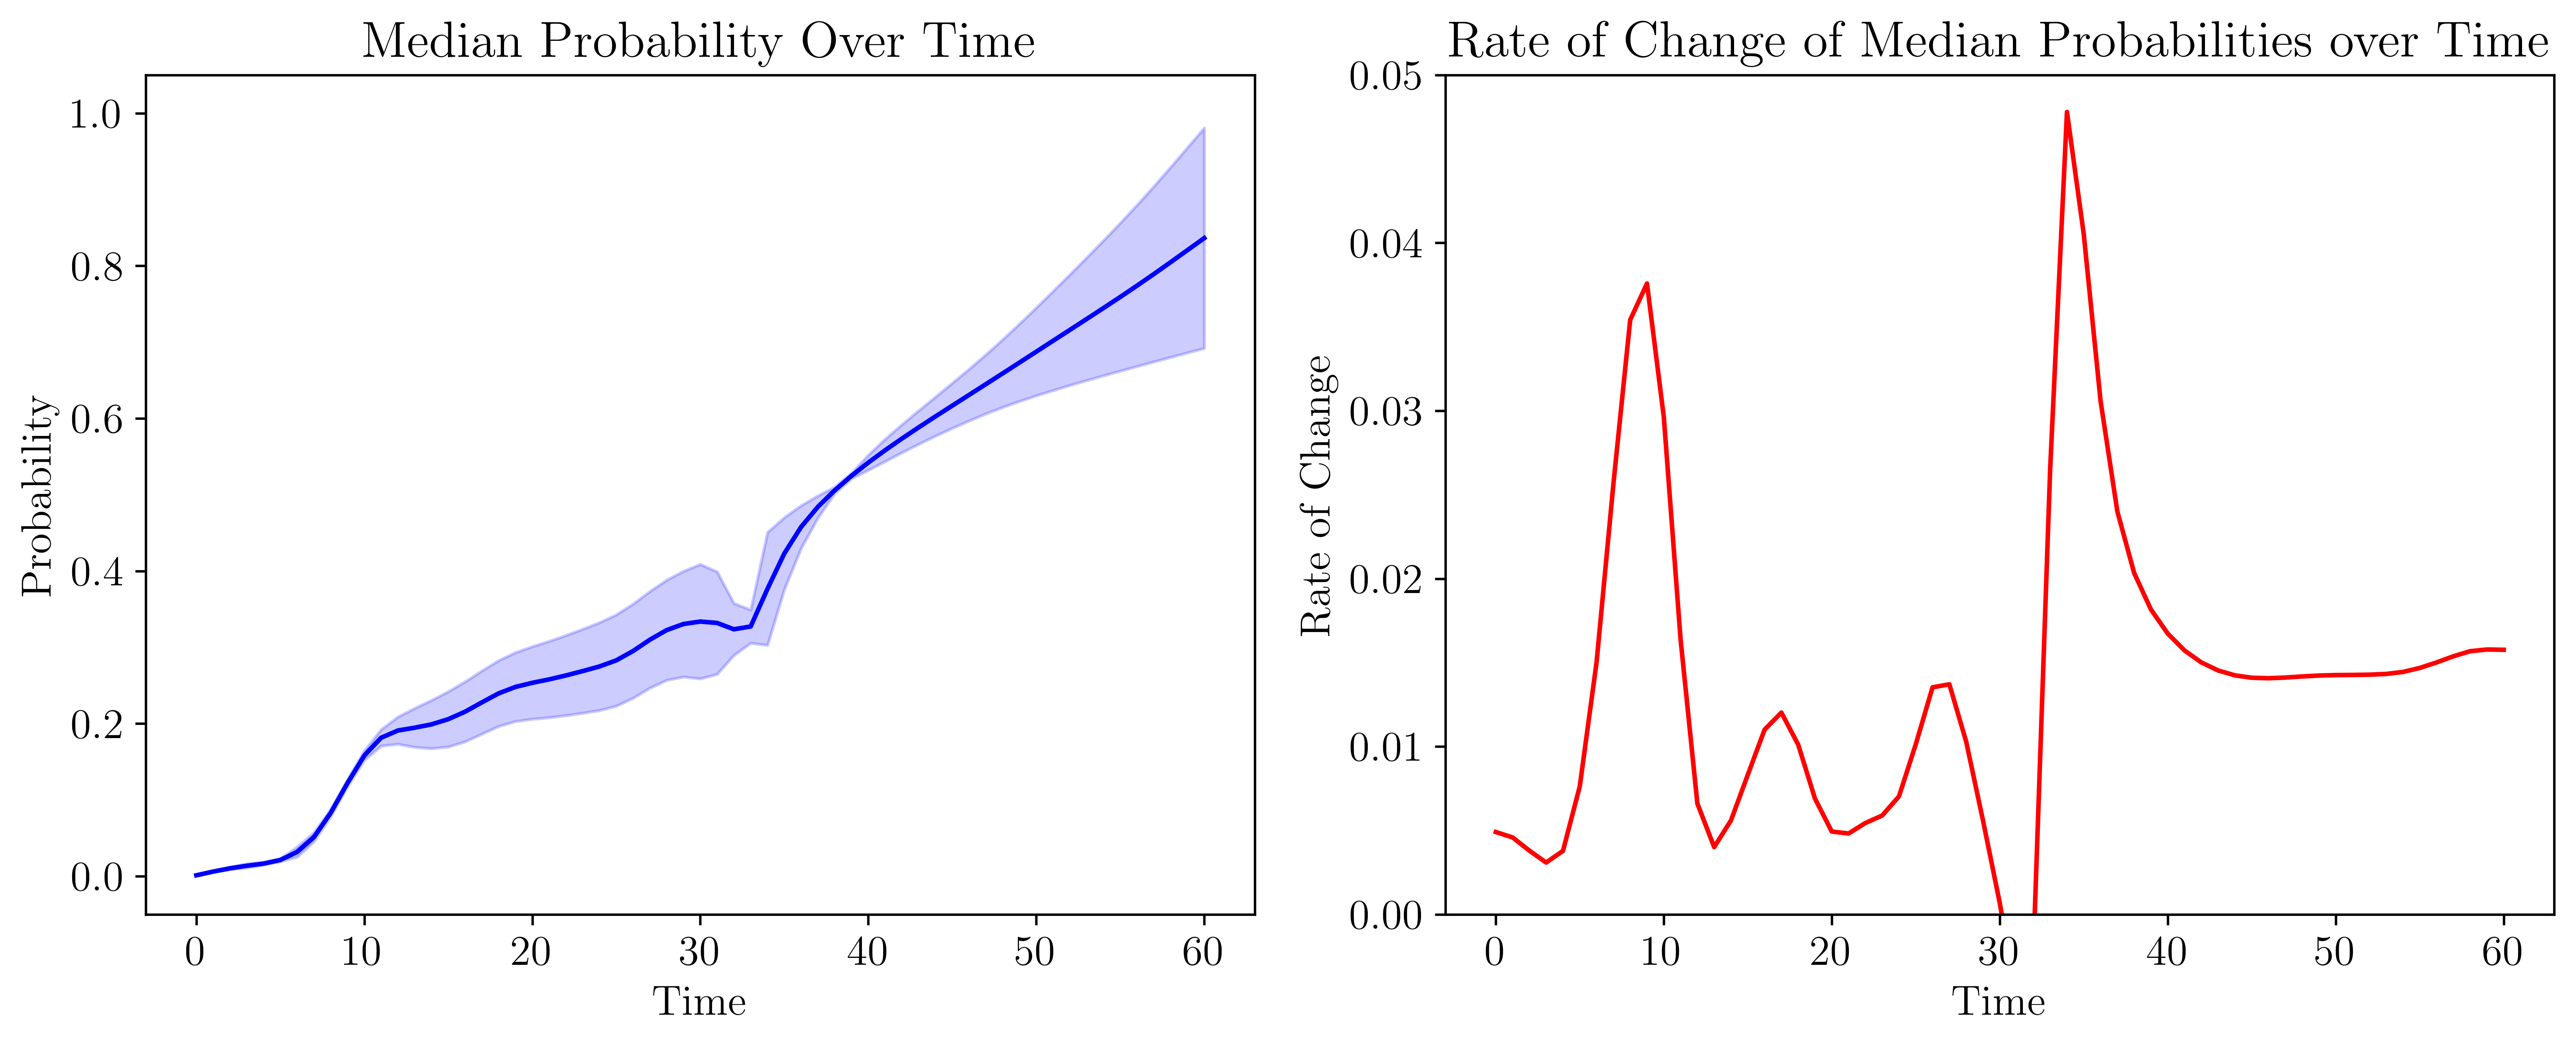 Median Probability Over Time
Probability
1.0
0.8
0.6
0.4
0.2
0.0
0 10 20 30 40 50 60
Time
Rate of Change of Median Probabilities over Time
Rate of Change
0.05
0.04
0.03
0.02
0.01
0.00
0 10 20 30 40 50 60
Time